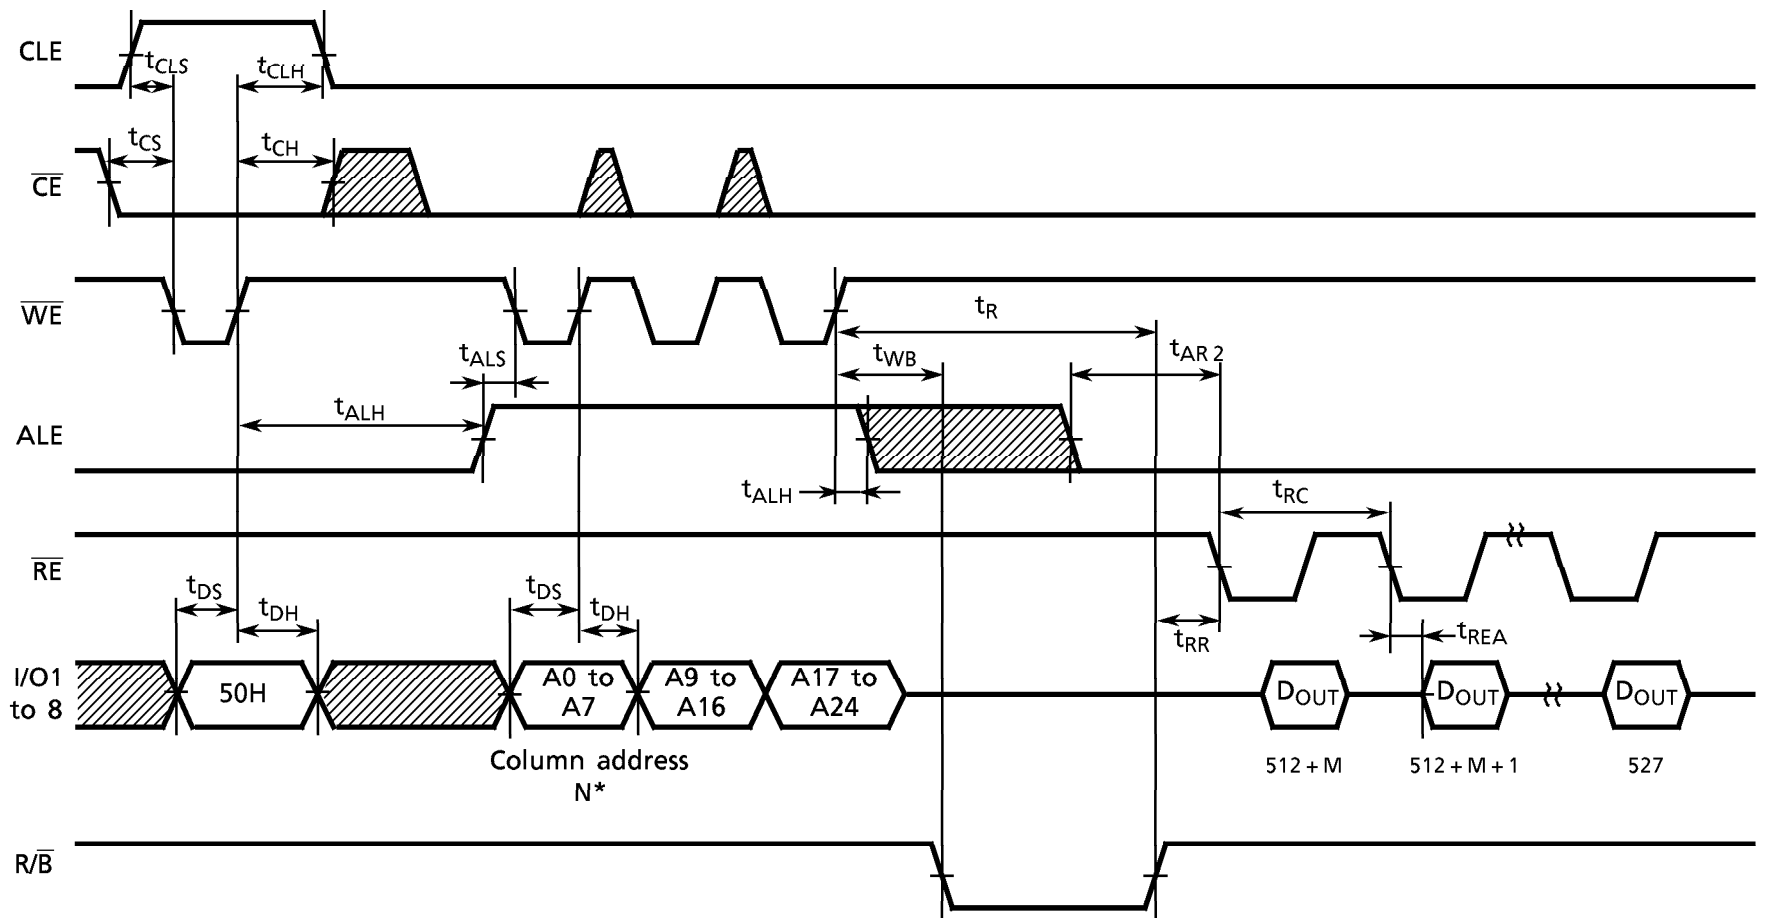 CLE
tCLS
tCLH
CE
tCS
tCH
WE
tR
tALS
tWB
tAR 2
ALE
tALH
tALH
tRC
RE
tDS
tDH
tDS
tDH
tRR
tREA
I/O1
to 8
50H
A0 to
A7
A9 to
A16
A17 to
A24
DOUT
DOUT
DOUT
Column address
N*
512 + M
512 + M + 1
527
R/B